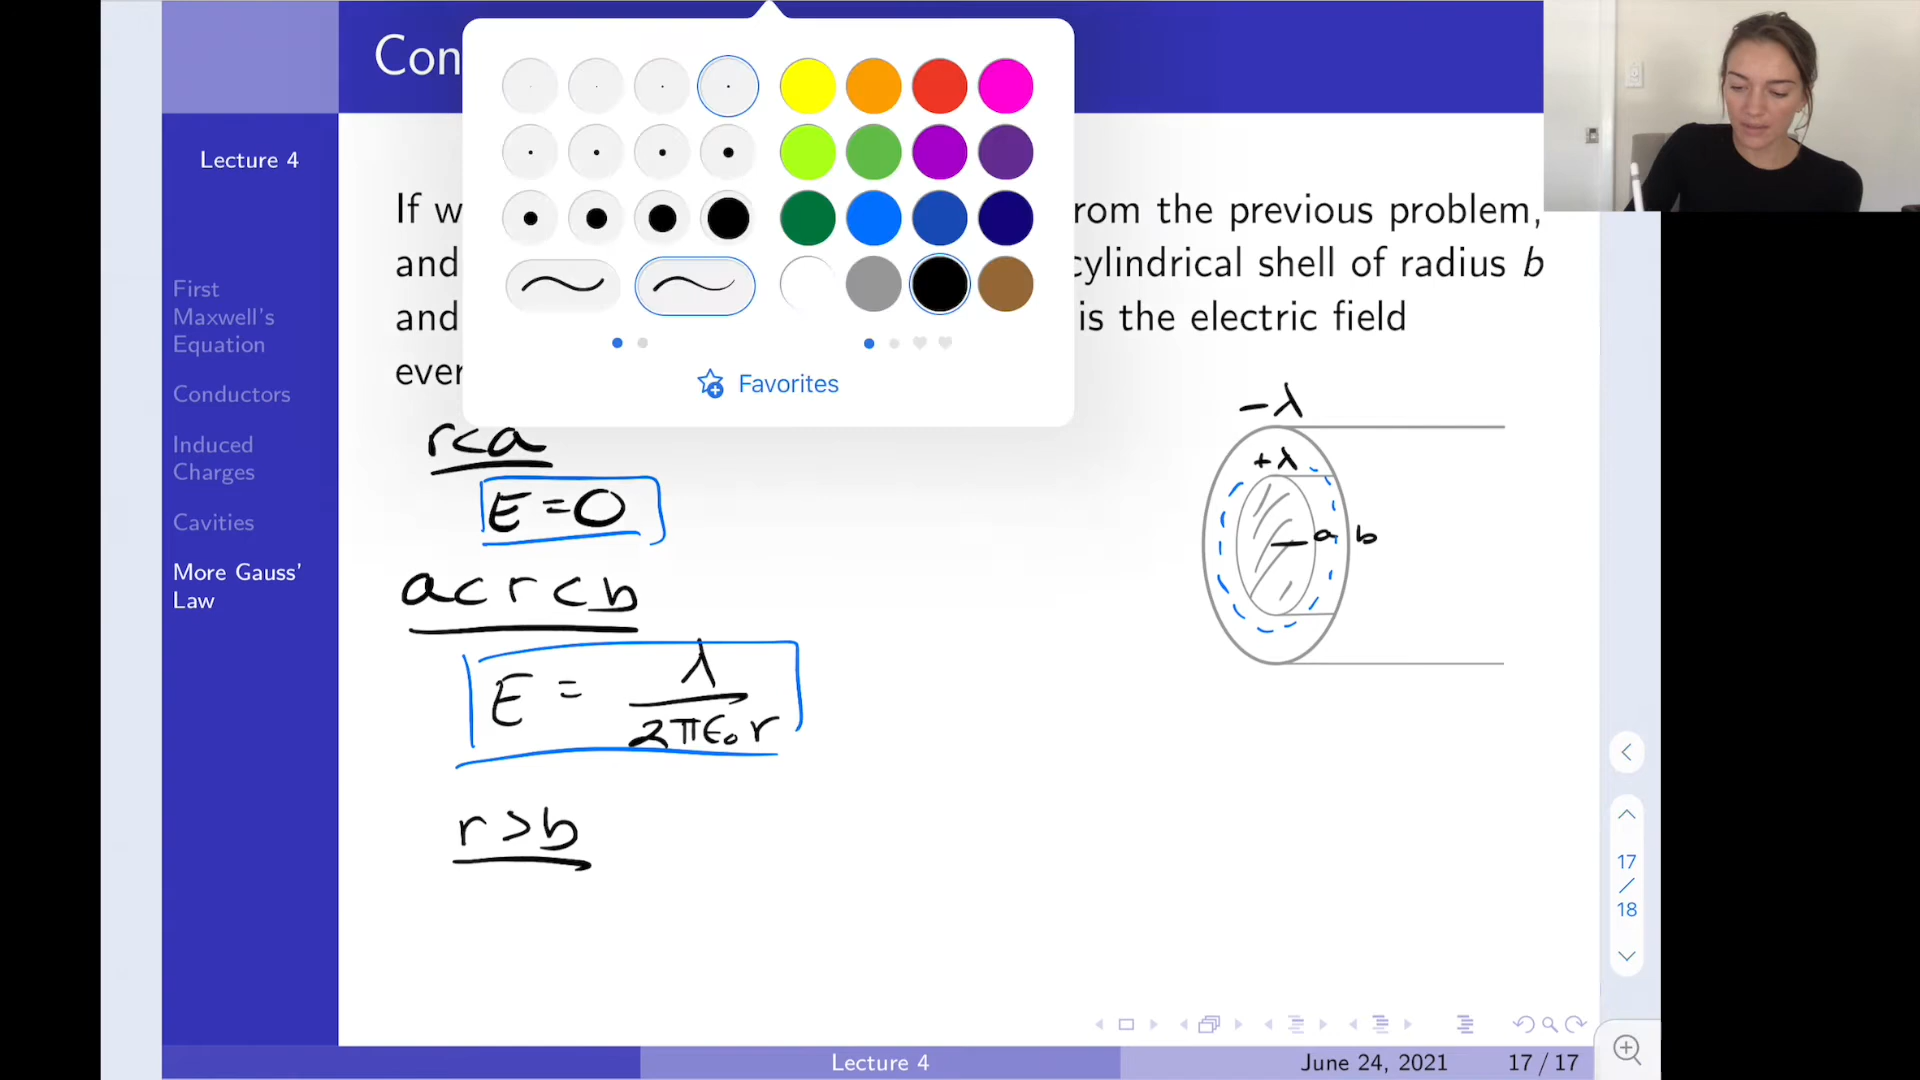 Con
Lecture 4
If w
rom the previous problem,
and
cylindrical shell of radius b
and
is the electric field
ever
Favorites
First
Maxwell's
Equation
Conductors
Induced
Charges
Cavities
More Gauss'
Law
r<a
E=0
a<r<b
E = λ / 2πϵ₀r
r>b
-λ
+λ
a b
17
/
18
Lecture 4
June 24, 2021
17 / 17